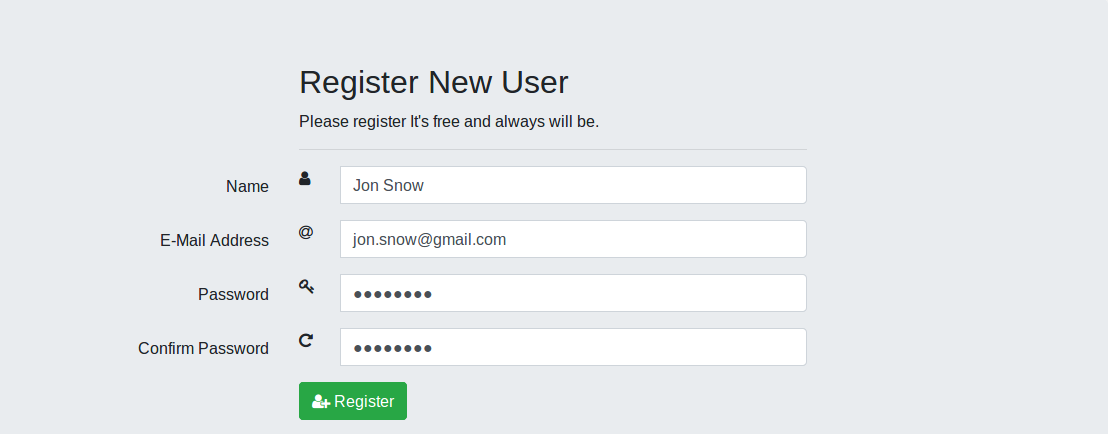 Register New User
Please register It's free and always will be.
Name Jon Snow
E-Mail Address @ jon.snow@gmail.com
Password ●●●●●●●●
Confirm Password ●●●●●●●●
Register